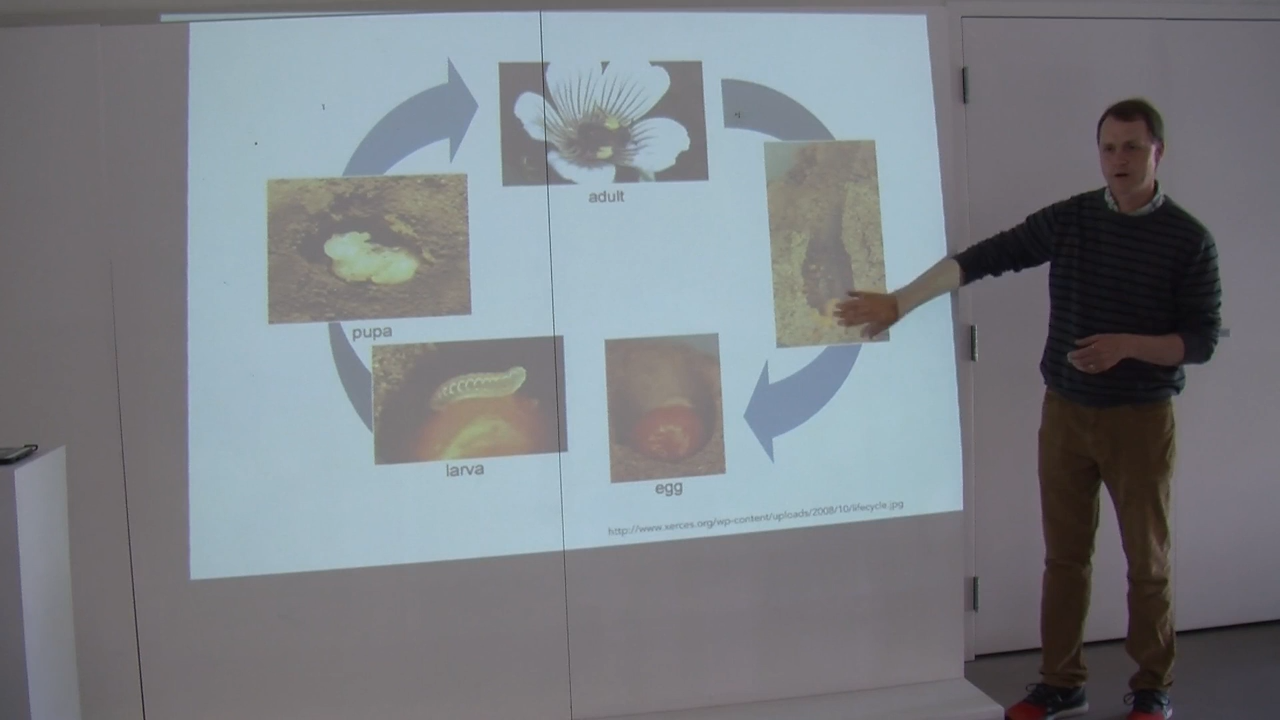 adult
pupa
larva
egg
http://www.xerces.org/wp-content/uploads/2008/10/lifecycle.jpg